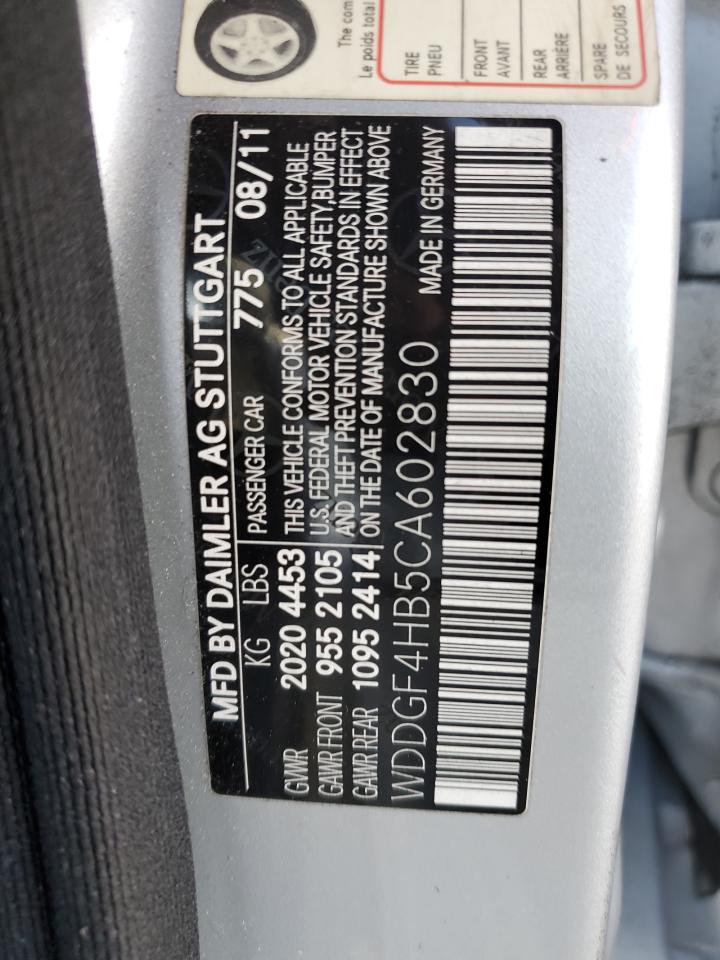 The com
Le poids total
TIRE
PNEU
FRONT
AVANT
REAR
ARRIÈRE
SPARE
DE SECOURS
MFD BY DAIMLER AG STUTTGART
KG LBS PASSENGER CAR 775 08/11
GVWR 2020 4453 THIS VEHICLE CONFORMS TO ALL APPLICABLE
GAWR FRONT 955 2105 U.S. FEDERAL MOTOR VEHICLE SAFETY,BUMPER
AND THEFT PREVENTION STANDARDS IN EFFECT
GAWR REAR 1095 2414 ON THE DATE OF MANUFACTURE SHOWN ABOVE
WDDGF4HB5CA602830 MADE IN GERMANY